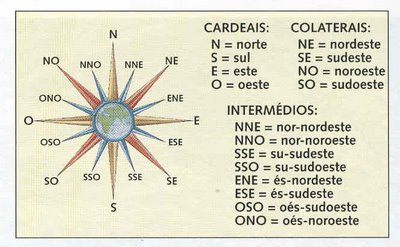 N
NO
NNO
NNE
NE
ONO
ENE
O
E
OSO
ESE
SO
SSO
SSE
SE
S
CARDEAIS:
N = norte
S = sul
E = este
O = oeste
COLATERAIS:
NE = nordeste
SE = sudeste
NO = noroeste
SO = sudoeste
INTERMÉDIOS:
NNE = nor-nordeste
NNO = nor-noroeste
SSE = su-sudeste
SSO = su-sudoeste
ENE = és-nordeste
ESE = és-sudeste
OSO = oés-sudoeste
ONO = oés-noroeste